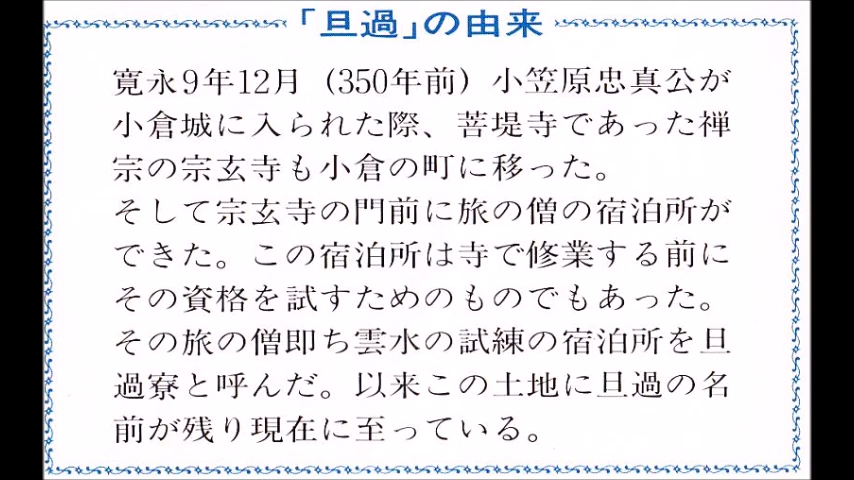 「旦過」の由来
寛永9年12月（350年前）小笠原忠真公が
小倉城に入られた際、菩堤寺であった禅
宗の宗玄寺も小倉の町に移った。
そして宗玄寺の門前に旅の僧の宿泊所が
できた。この宿泊所は寺で修業する前に
その資格を試すためのものでもあった。
その旅の僧即ち雲水の試練の宿泊所を旦
過寮と呼んだ。以来この土地に旦過の名
前が残り現在に至っている。